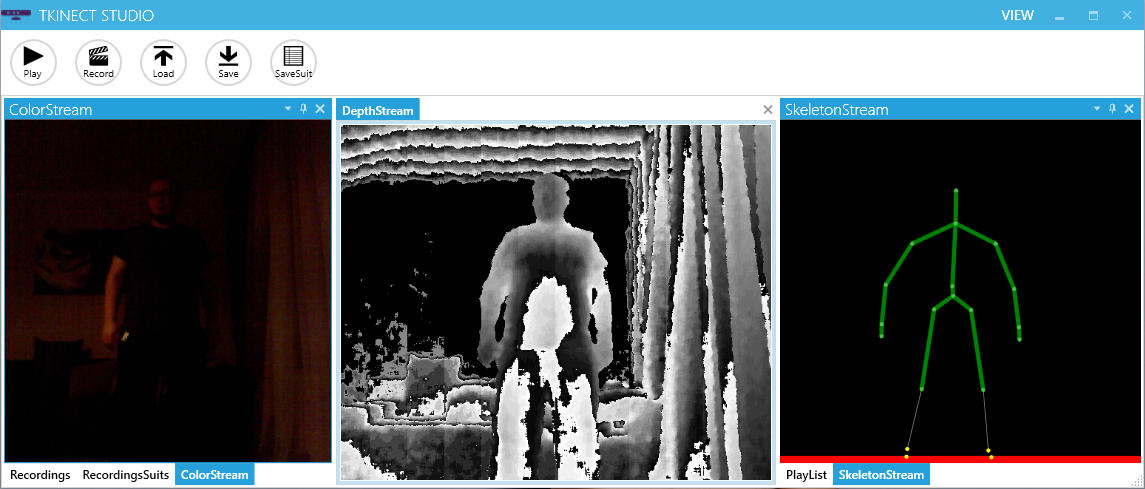 TKINECT STUDIO
VIEW
Play
Record
Load
Save
SaveSuit
ColorStream
DepthStream
SkeletonStream
Recordings RecordingsSuits ColorStream
PlayList SkeletonStream